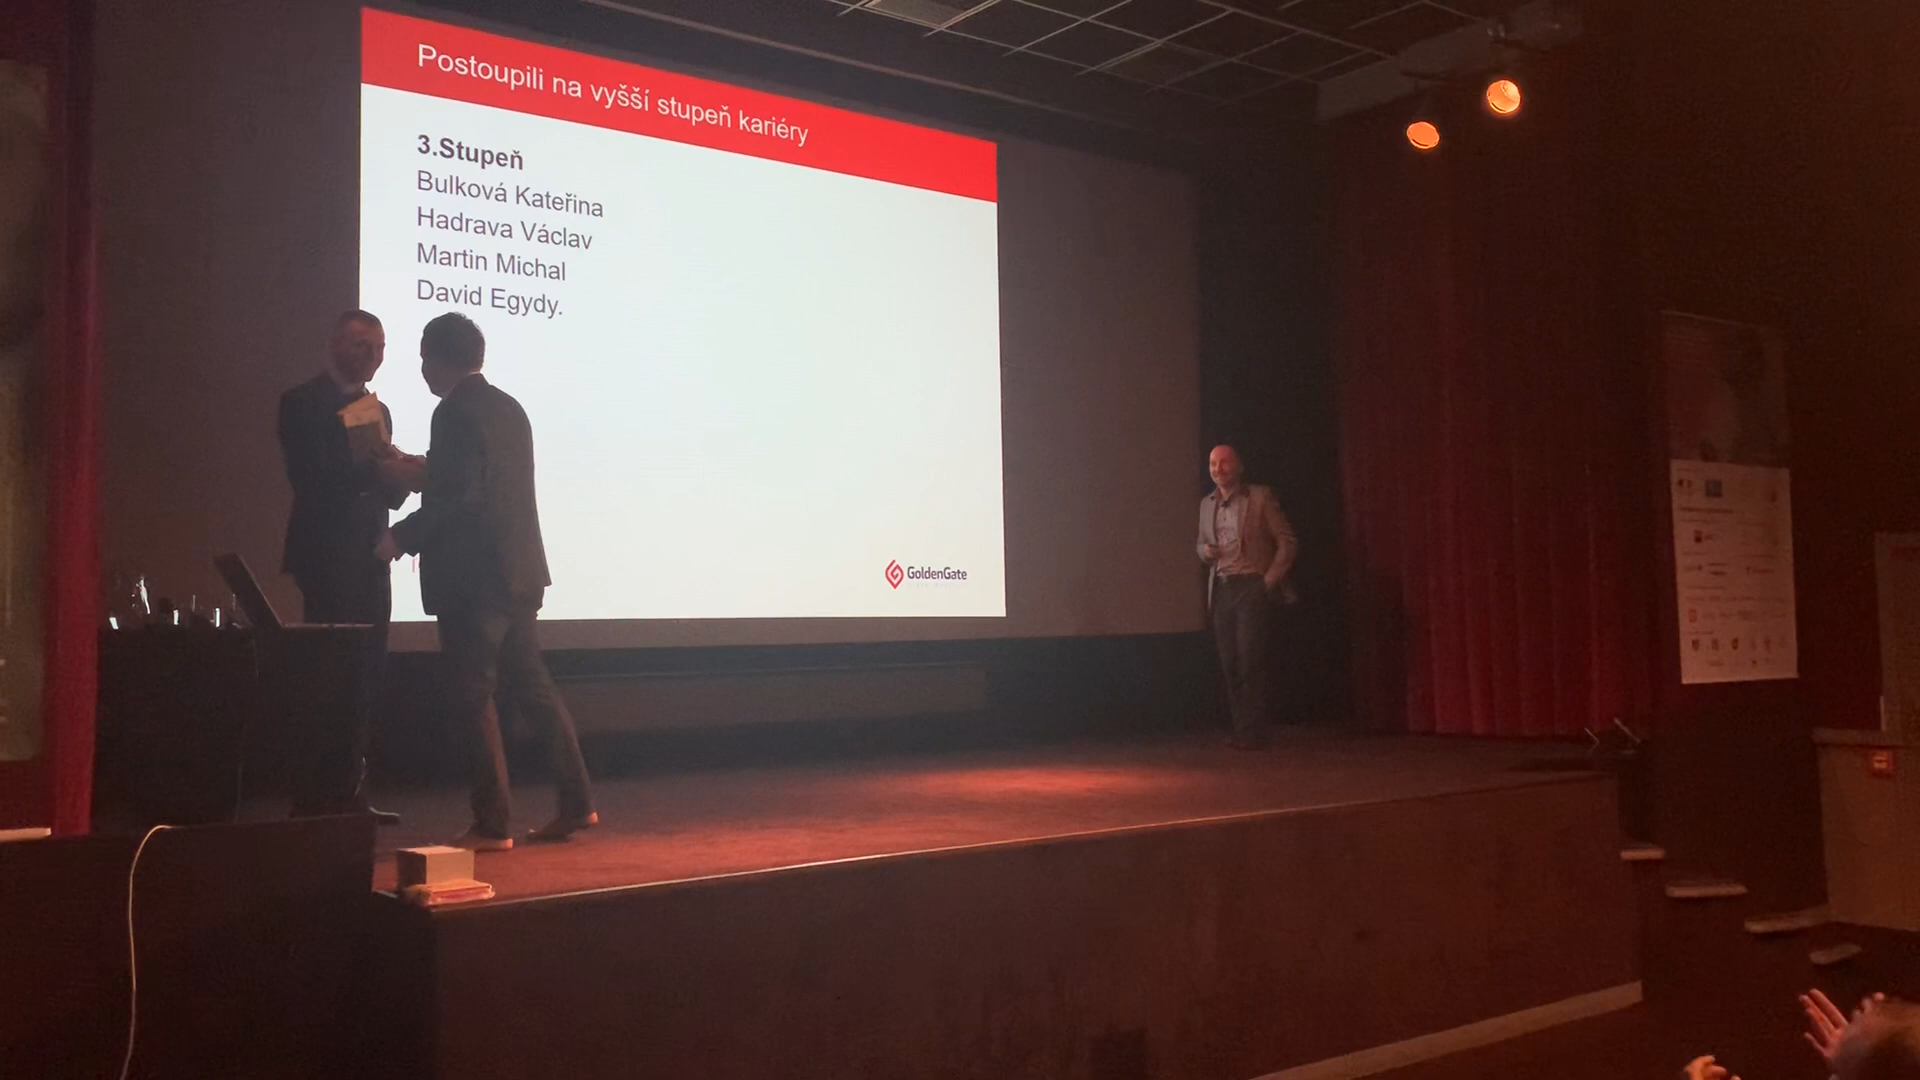 Postoupili na vyšší stupeň kariéry
3.Stupeň
Bulková Kateřina
Hadrava Václav
Martin Michal
David Egydy.
GoldenGate